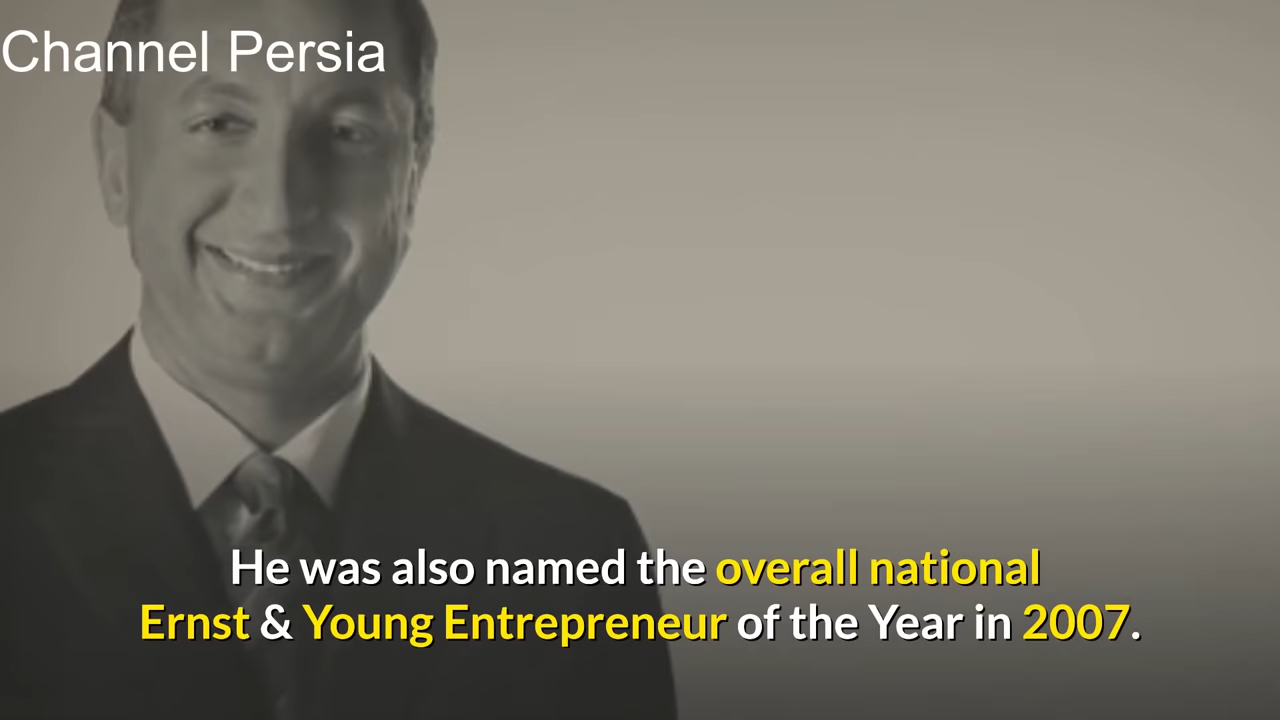 Channel Persia
He was also named the overall national
Ernst & Young Entrepreneur of the Year in 2007.